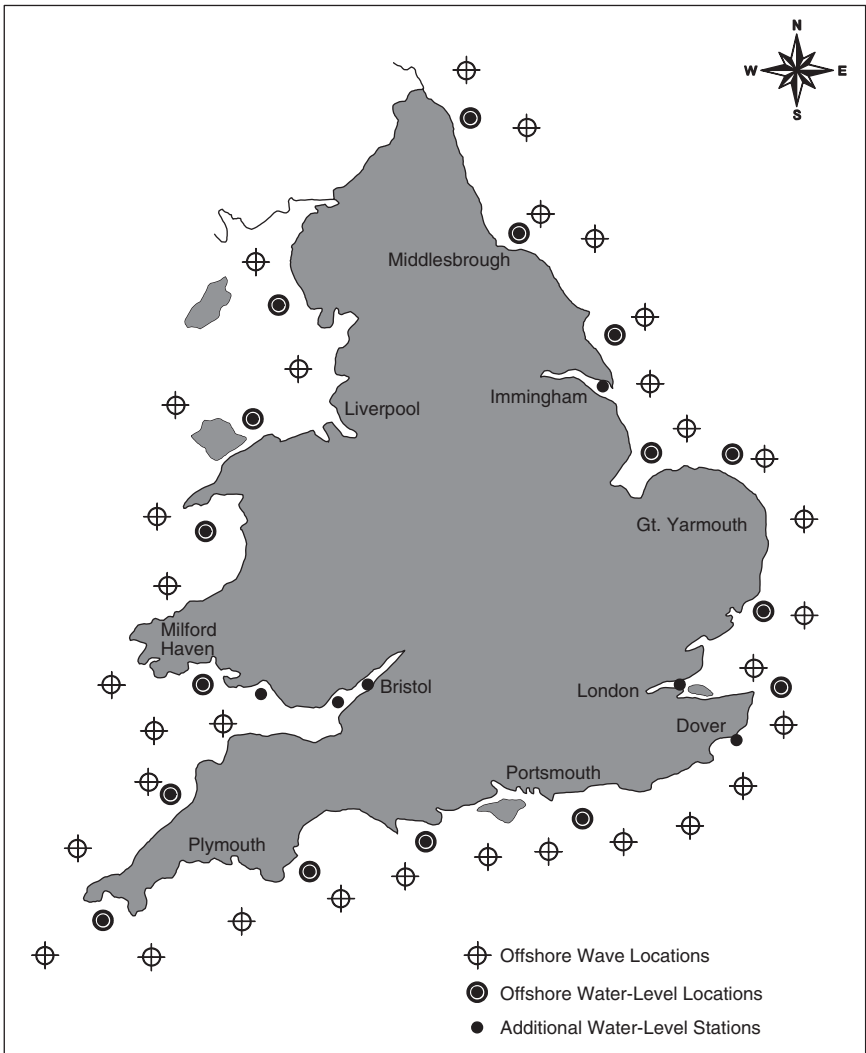 N
W E
S
Middlesbrough
Immingham
Liverpool
Gt. Yarmouth
Milford
Haven
Bristol
London
Dover
Portsmouth
Plymouth
Offshore Wave Locations
Offshore Water-Level Locations
Additional Water-Level Stations